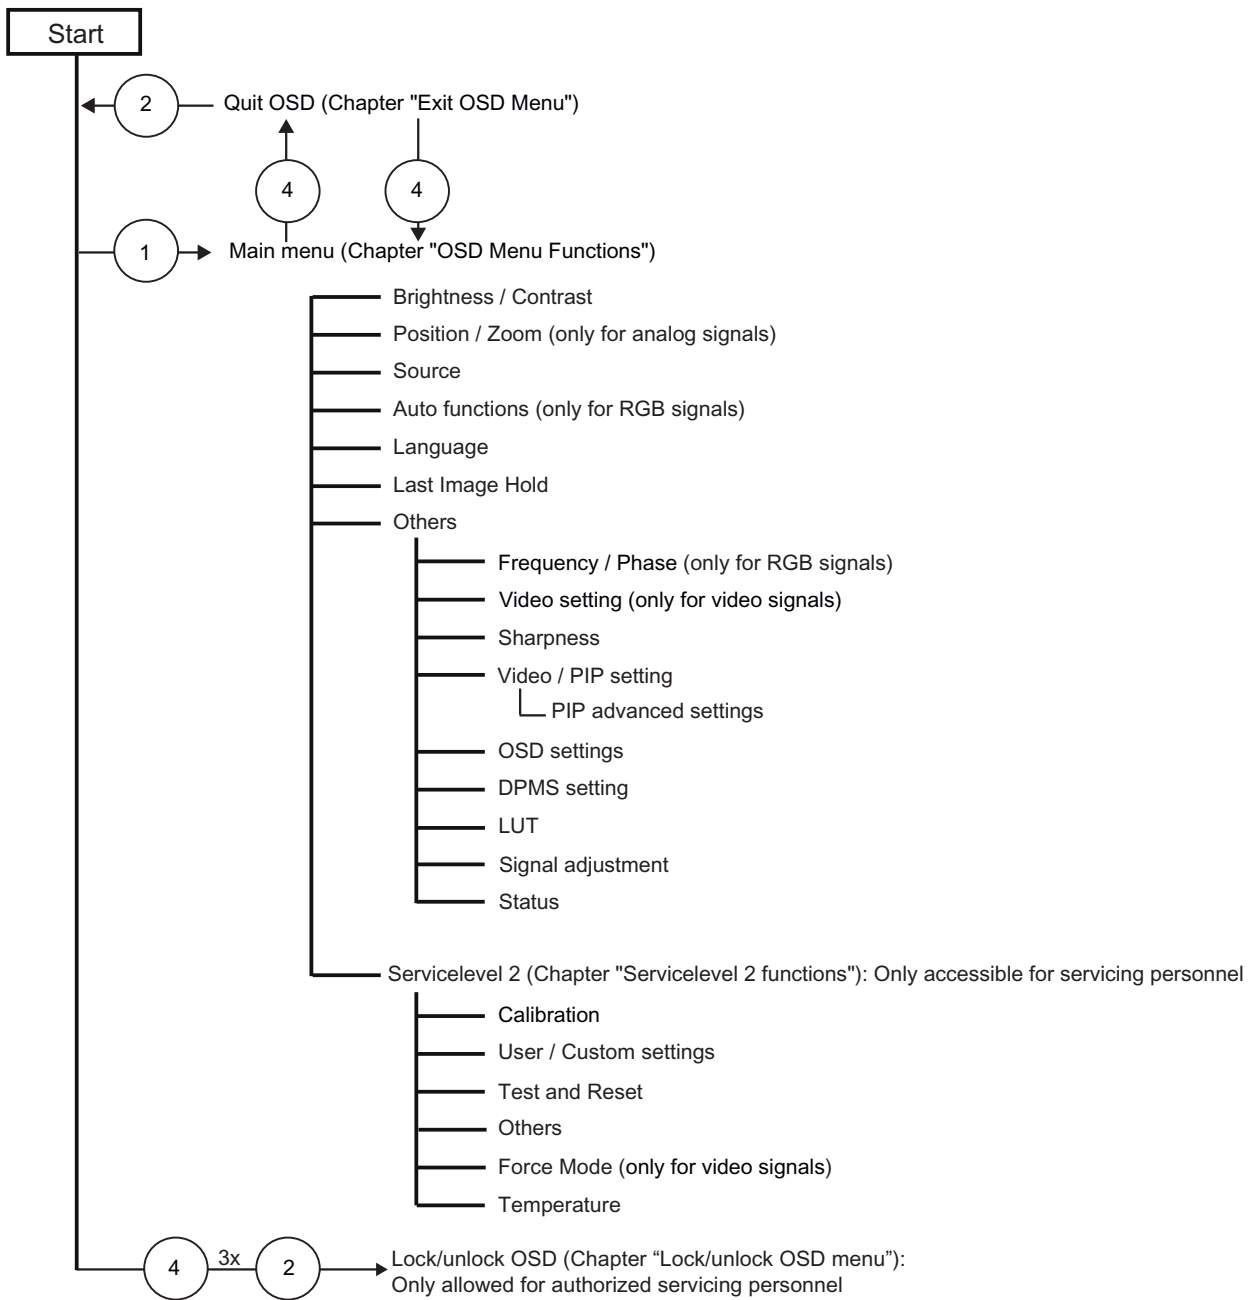 Start
2
Quit OSD (Chapter "Exit OSD Menu")
4
4
1
Main menu (Chapter "OSD Menu Functions")
Brightness / Contrast
Position / Zoom (only for analog signals)
Source
Auto functions (only for RGB signals)
Language
Last Image Hold
Others
Frequency / Phase (only for RGB signals)
Video setting (only for video signals)
Sharpness
Video / PIP setting
PIP advanced settings
OSD settings
DPMS setting
LUT
Signal adjustment
Status
Servicelevel 2 (Chapter "Servicelevel 2 functions"): Only accessible for servicing personnel
Calibration
User / Custom settings
Test and Reset
Others
Force Mode (only for video signals)
Temperature
4
3x
2
Lock/unlock OSD (Chapter “Lock/unlock OSD menu”):
Only allowed for authorized servicing personnel